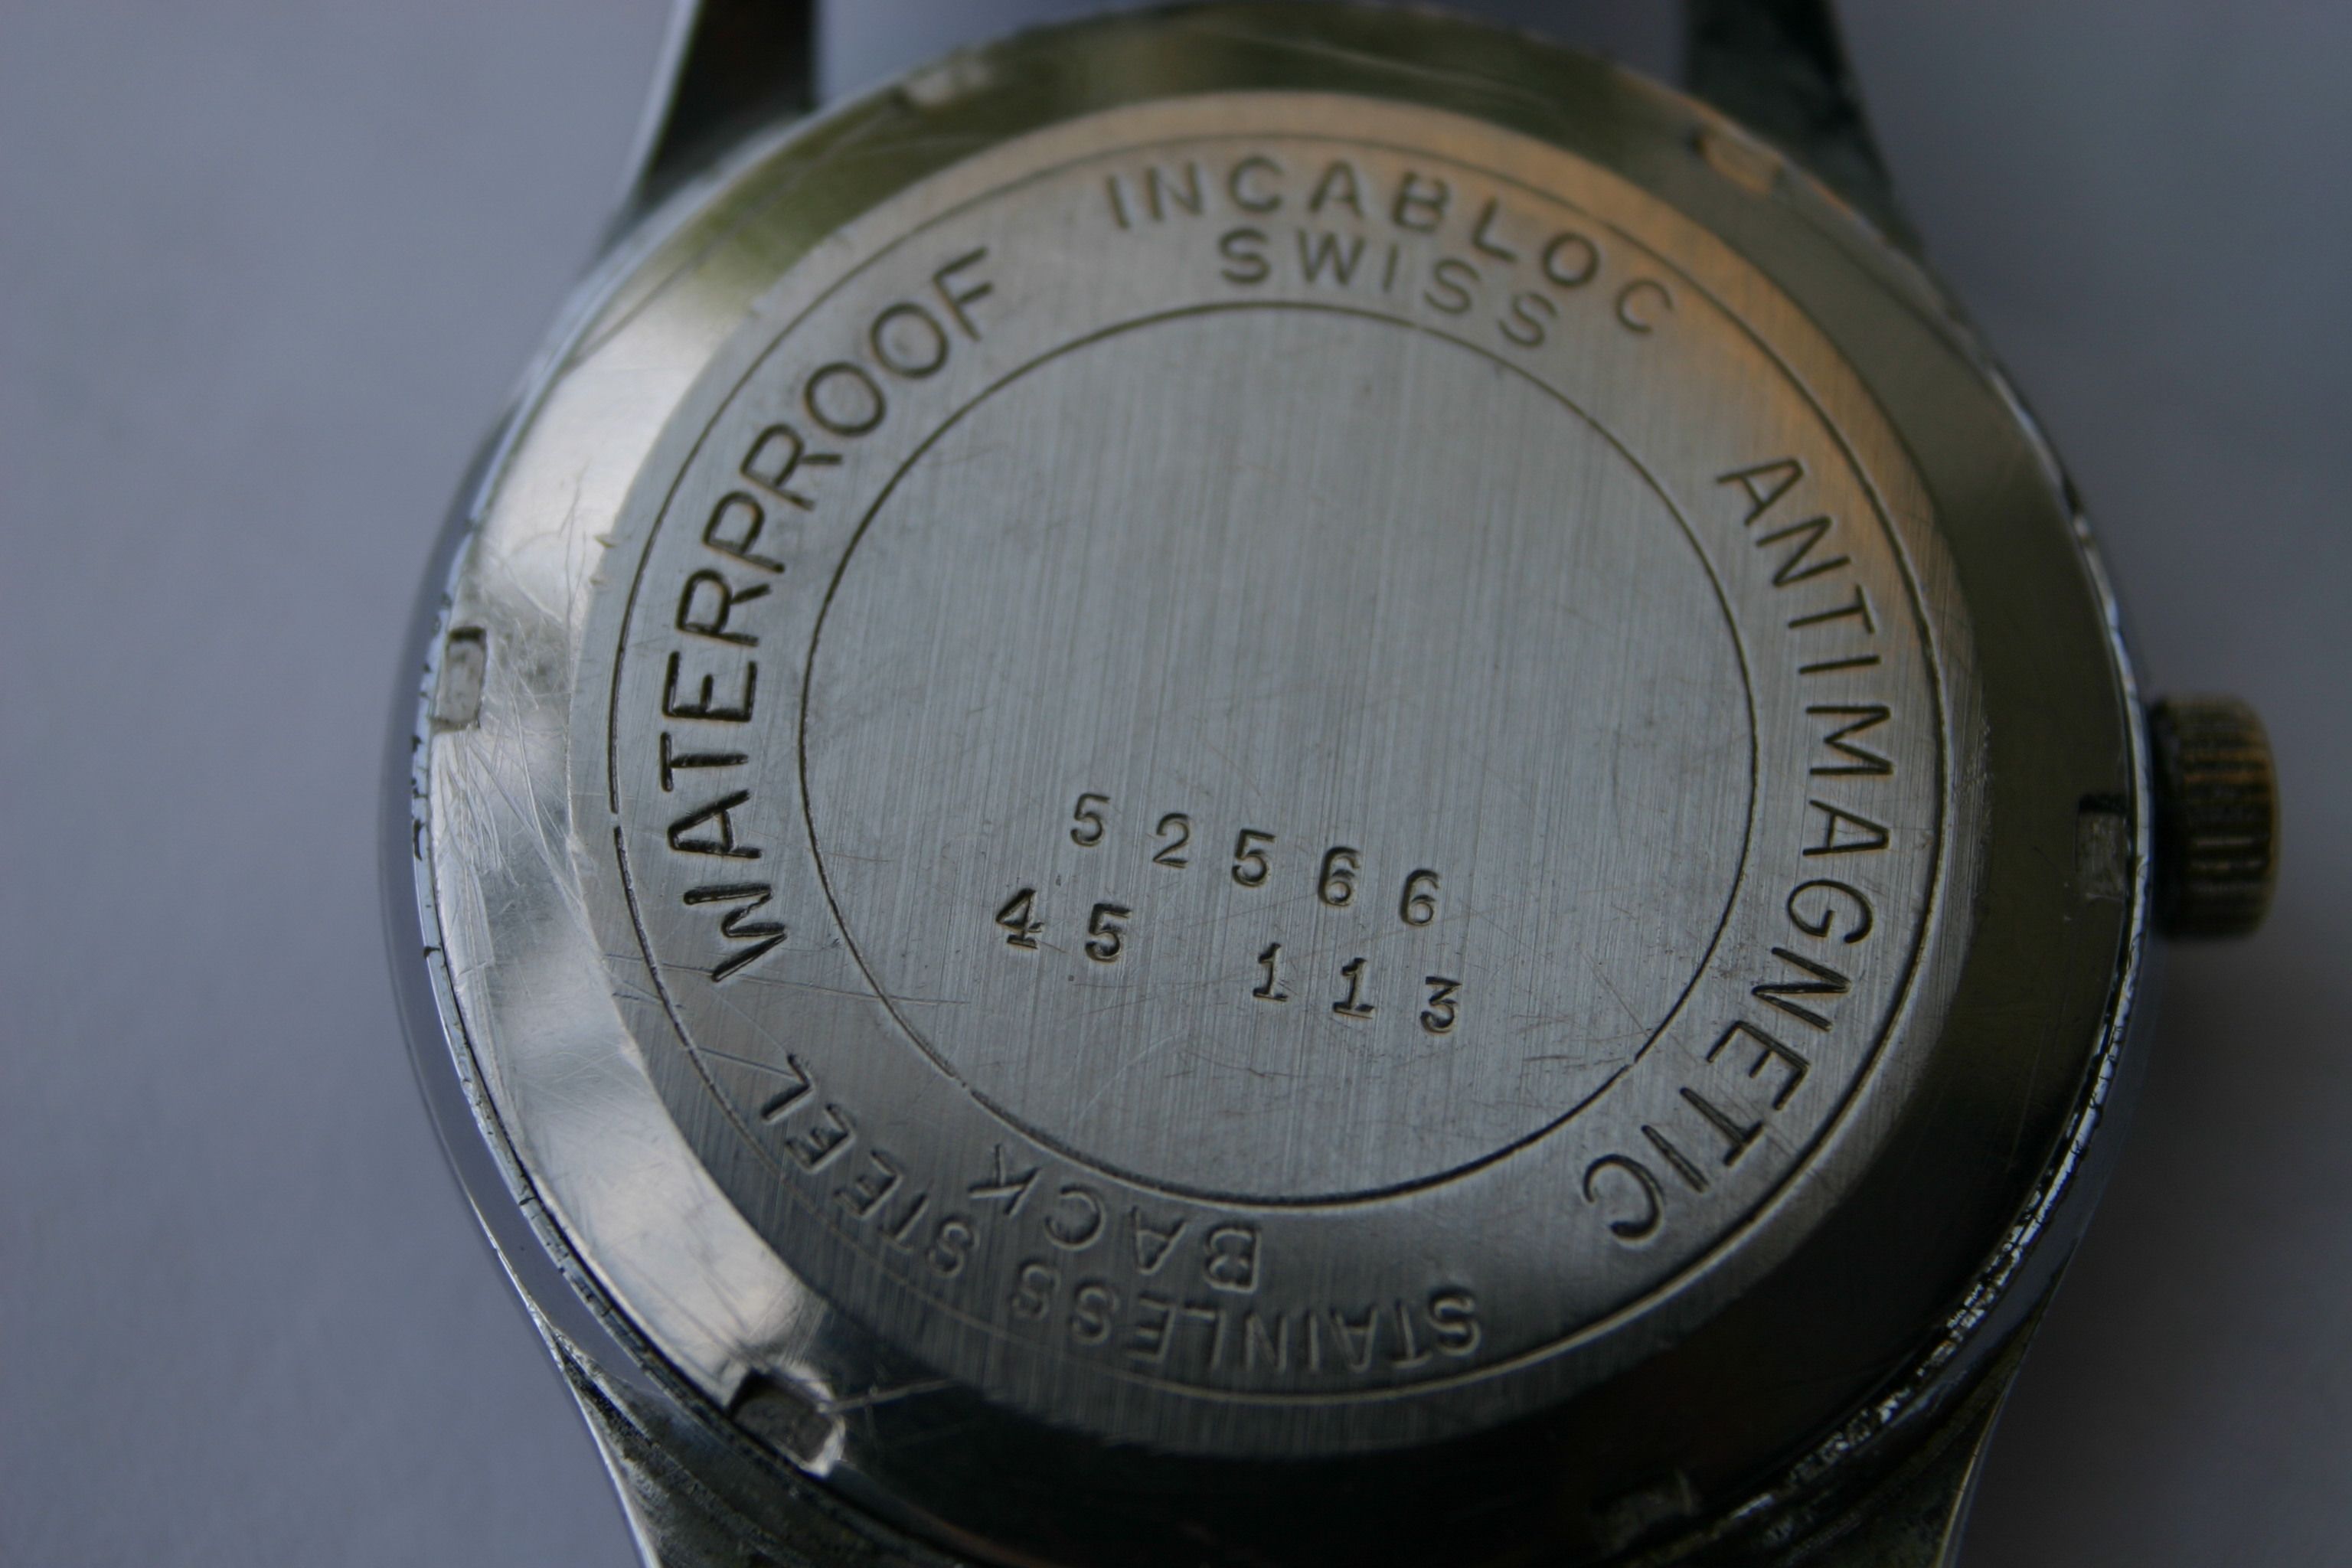 INCABLOC
SWISS
WATERPROOF
ANTIMAGNETIC
52566
45 113
STAINLESS STEEL
BACK